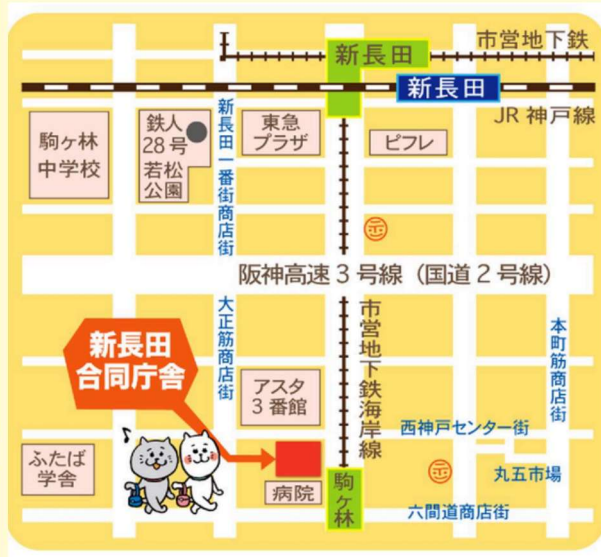 市営地下鉄
新長田
新長田
JR神戸線
駒ヶ林
中学校
鉄人
28号
若松
公園
新長田一番街商店街
東急
プラザ
ピフレ
阪神高速3号線（国道2号線）
大正筋商店街
市営地下鉄海岸線
本町筋商店街
新長田
合同庁舎
アスタ
3番館
西神戸センター街
ふたば
学舎
病院
駒ヶ林
丸五市場
六間道商店街